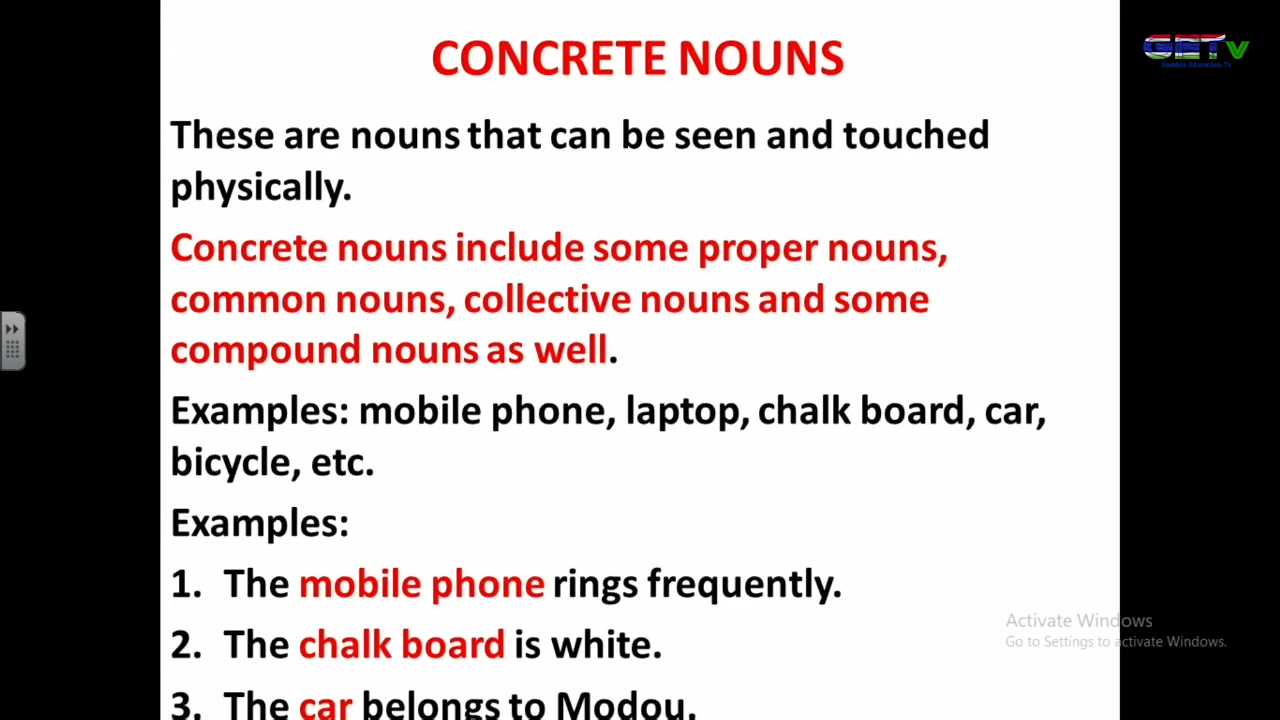 CONCRETE NOUNS
GETv
Gambia Education Tv
These are nouns that can be seen and touched
physically.
Concrete nouns include some proper nouns,
common nouns, collective nouns and some
compound nouns as well.
Examples: mobile phone, laptop, chalk board, car,
bicycle, etc.
Examples:
1. The mobile phone rings frequently.
2. The chalk board is white.
3. The car belongs to Modou.
Activate Windows
Go to Settings to activate Windows.